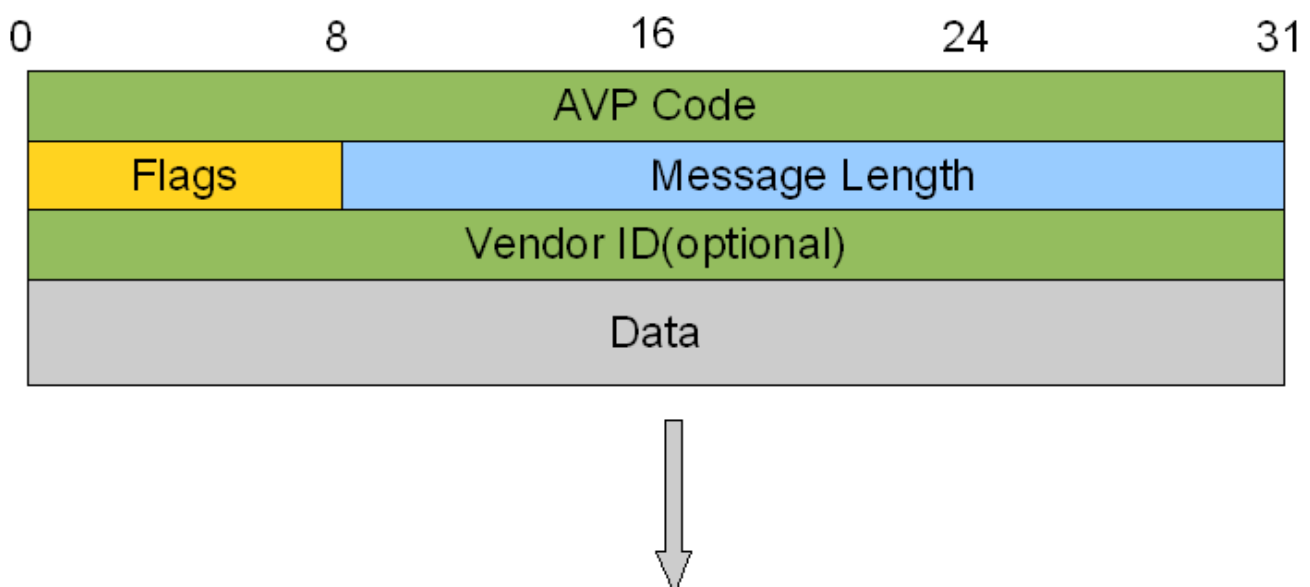 0 8 16 24 31
AVP Code
Flags Message Length
Vendor ID(optional)
Data